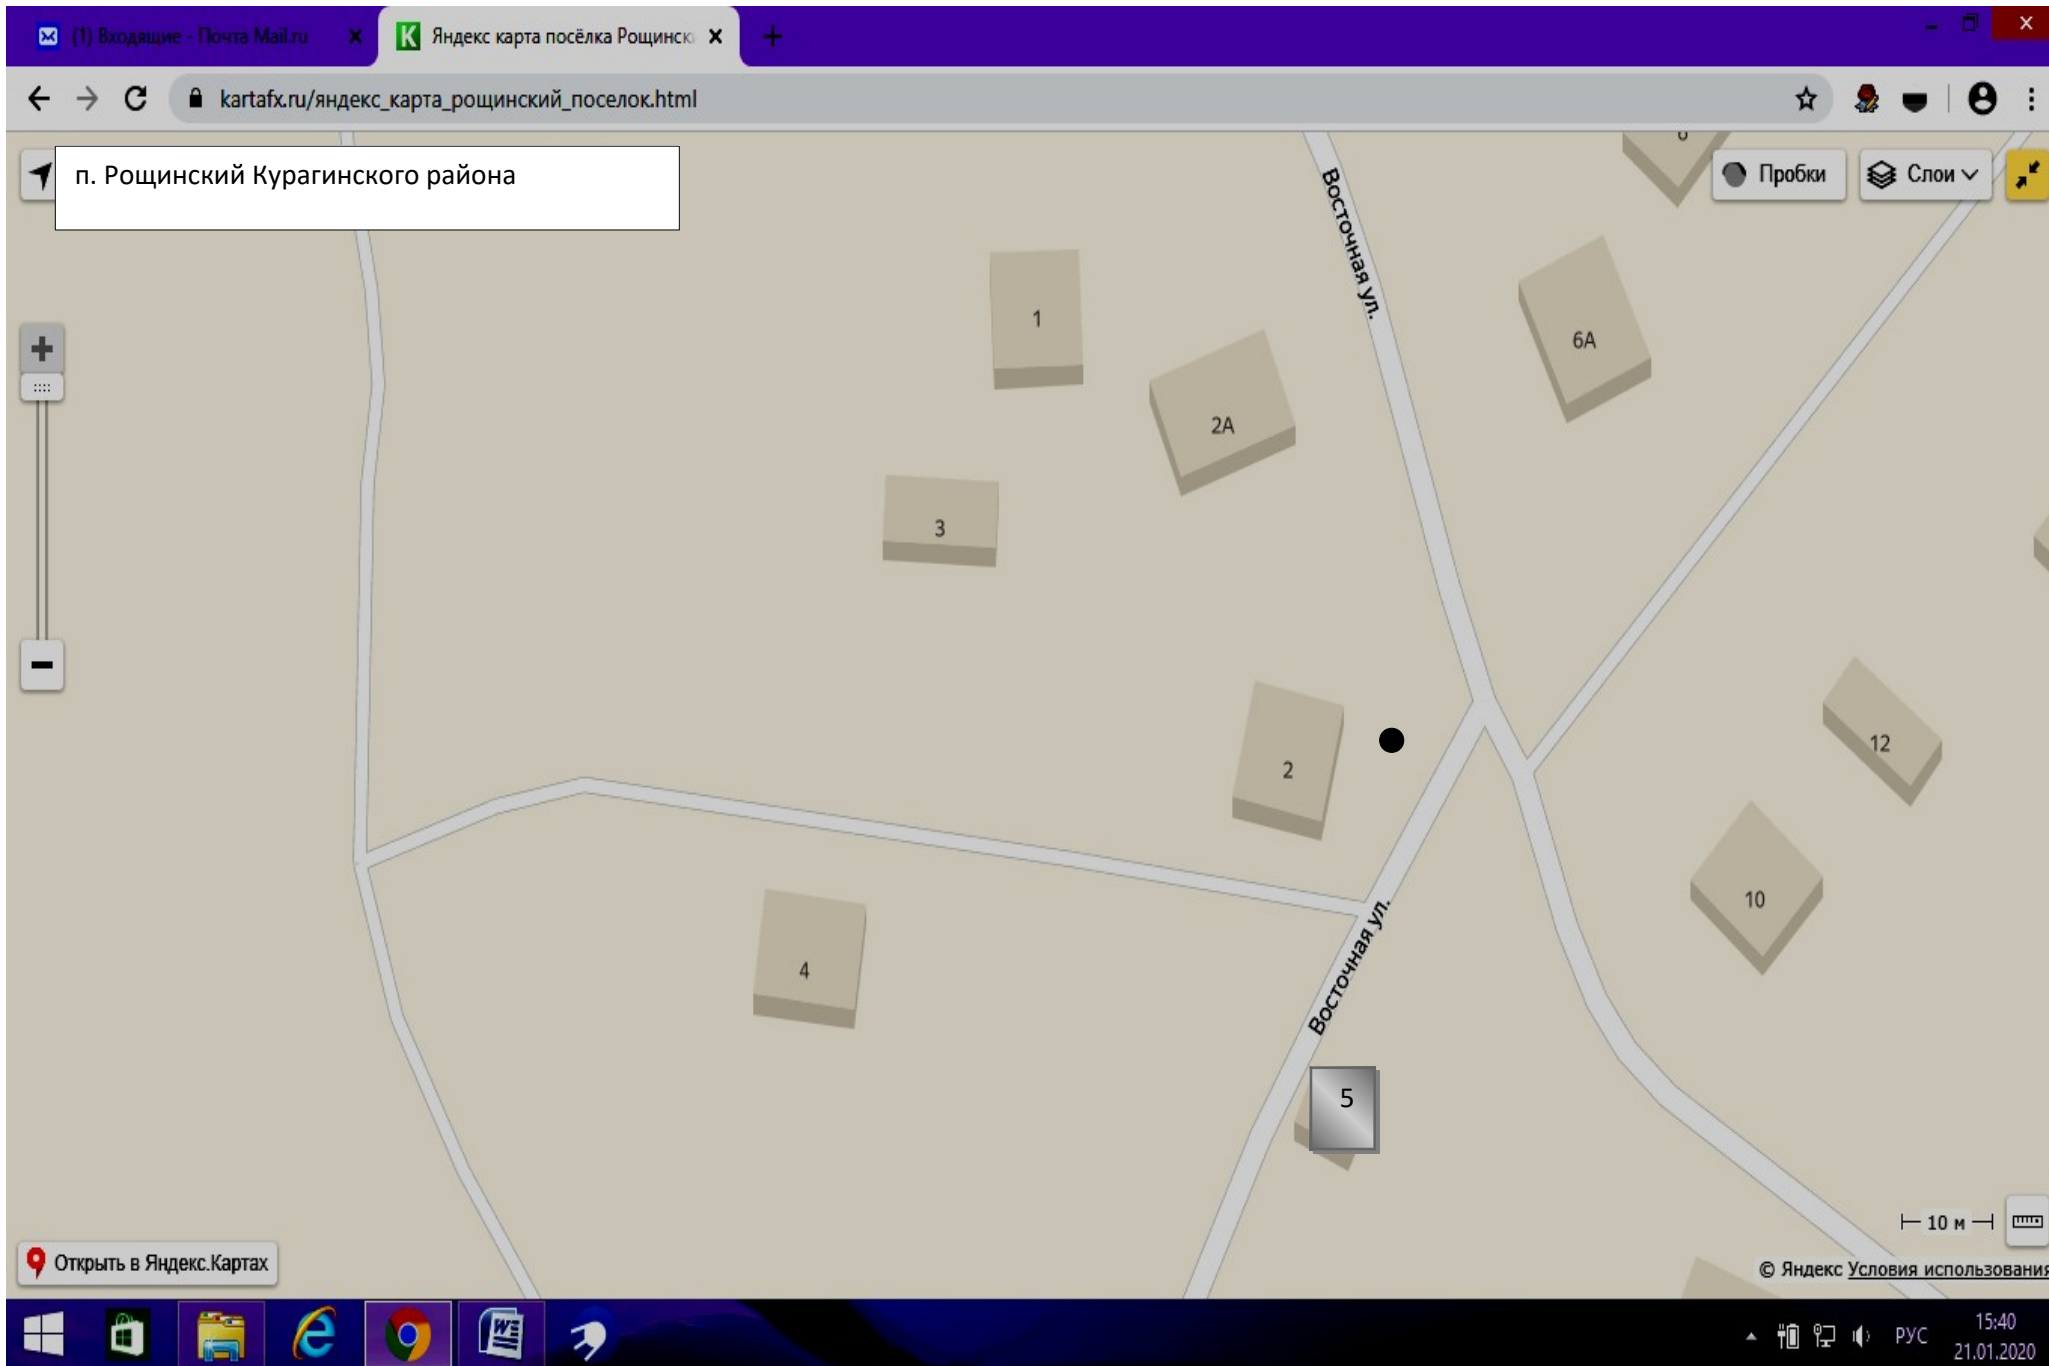 (1) Входящие - Почта Mail.ru
Яндекс карта посёлка Рощинск
kartafx.ru/яндекс_карта_рощинский_поселок.html
п. Рощинский Курагинского района
Пробки
Слои
Восточная ул.
1
6А
2А
3
2
12
10
4
Восточная ул.
5
10 м
Открыть в Яндекс.Картах
© Яндекс Условия использования
РУС
15:40
21.01.2020